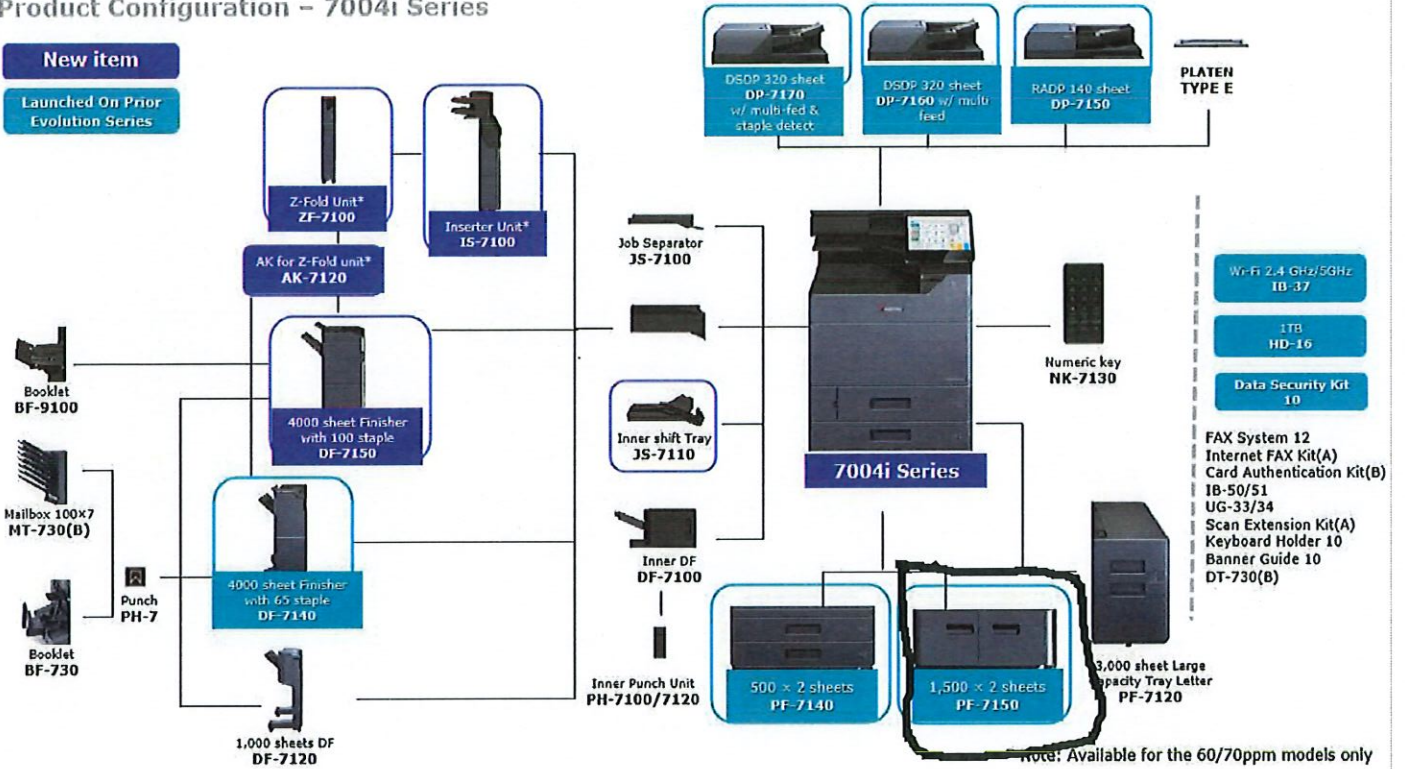 Product Configuration – 7004i Series
New item
Launched On Prior
Evolution Series
DSDP 320 sheet
DP-7170
w/ multi-fed &
staple detect
DSDP 320 sheet
DP-7160 w/ multi
feed
RADP 140 sheet
DP-7150
PLATEN
TYPE E
Z-Fold Unit*
ZF-7100
Inserter Unit*
IS-7100
AK for Z-Fold unit*
AK-7120
Job Separator
JS-7100
Wi-Fi 2.4 GHz/5GHz
IB-37
1TB
HD-16
Data Security Kit
10
Numeric key
NK-7130
Booklet
BF-9100
4000 sheet Finisher
with 100 staple
DF-7150
Inner shift Tray
JS-7110
7004i Series
FAX System 12
Internet FAX Kit(A)
Card Authentication Kit(B)
IB-50/51
UG-33/34
Scan Extension Kit(A)
Keyboard Holder 10
Banner Guide 10
DT-730(B)
Mailbox 100×7
MT-730(B)
Punch
PH-7
4000 sheet Finisher
with 65 staple
DF-7140
Inner DF
DF-7100
Booklet
BF-730
Inner Punch Unit
PH-7100/7120
500 × 2 sheets
PF-7140
1,500 × 2 sheets
PF-7150
3,000 sheet Large
Tray Letter
PF-7120
1,000 sheets DF
DF-7120
Note: Available for the 60/70ppm models only